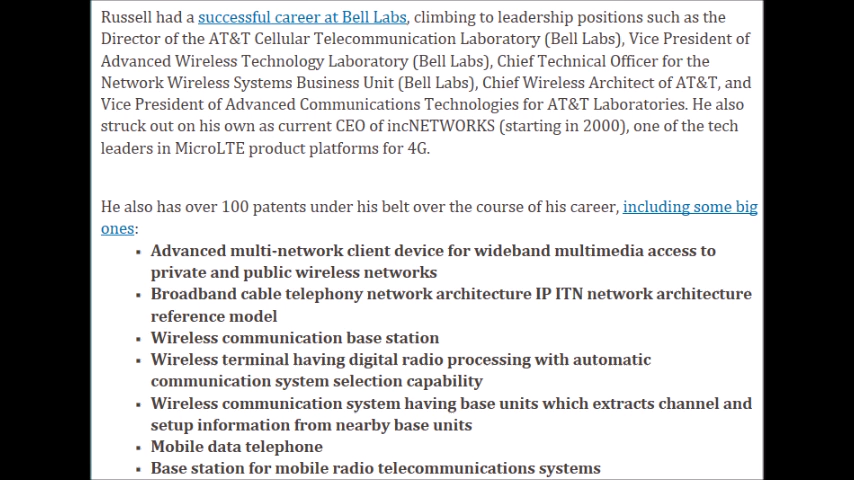 Russell had a successful career at Bell Labs, climbing to leadership positions such as the
Director of the AT&T Cellular Telecommunication Laboratory (Bell Labs), Vice President of
Advanced Wireless Technology Laboratory (Bell Labs), Chief Technical Officer for the
Network Wireless Systems Business Unit (Bell Labs), Chief Wireless Architect of AT&T, and
Vice President of Advanced Communications Technologies for AT&T Laboratories. He also
struck out on his own as current CEO of incNETWORKS (starting in 2000), one of the tech
leaders in MicroLTE product platforms for 4G.
He also has over 100 patents under his belt over the course of his career, including some big
ones:
▪ Advanced multi-network client device for wideband multimedia access to
private and public wireless networks
▪ Broadband cable telephony network architecture IP ITN network architecture
reference model
▪ Wireless communication base station
▪ Wireless terminal having digital radio processing with automatic
communication system selection capability
▪ Wireless communication system having base units which extracts channel and
setup information from nearby base units
▪ Mobile data telephone
▪ Base station for mobile radio telecommunications systems